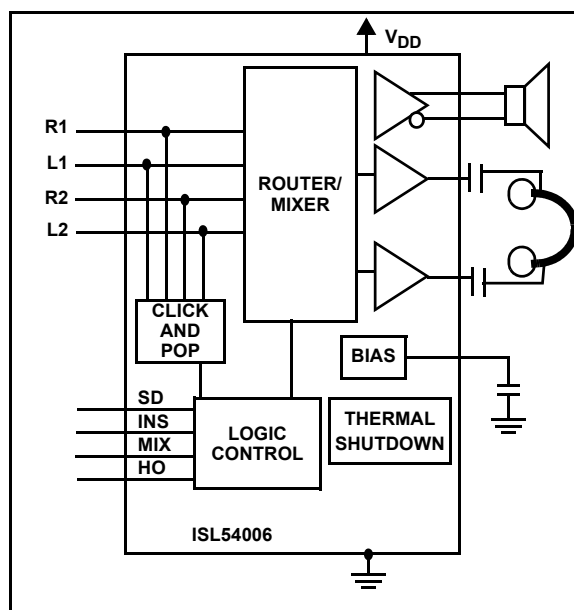 VDD
R1
L1
R2
L2
ROUTER/
MIXER
CLICK
AND
POP
BIAS
SD
INS
MIX
HO
LOGIC
CONTROL
THERMAL
SHUTDOWN
ISL54006